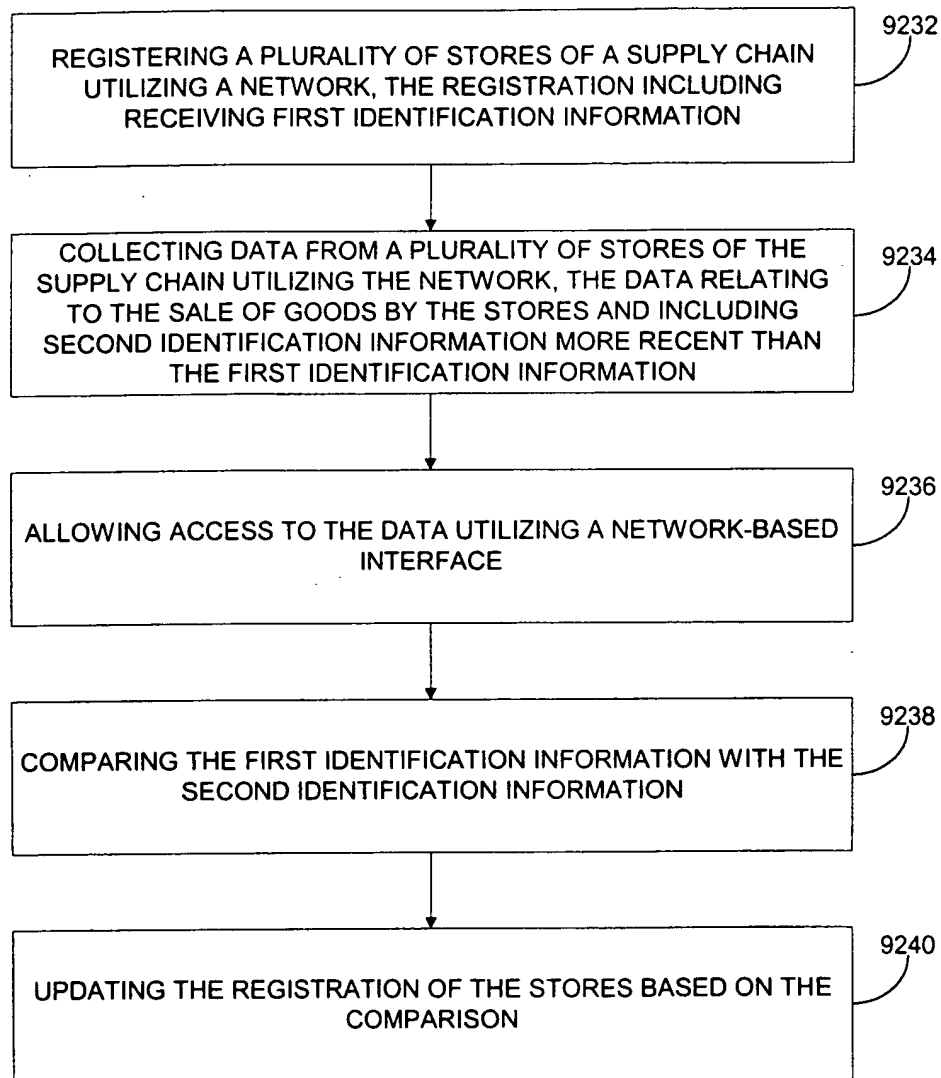 9232
REGISTERING A PLURALITY OF STORES OF A SUPPLY CHAIN
UTILIZING A NETWORK, THE REGISTRATION INCLUDING
RECEIVING FIRST IDENTIFICATION INFORMATION
9234
COLLECTING DATA FROM A PLURALITY OF STORES OF THE
SUPPLY CHAIN UTILIZING THE NETWORK, THE DATA RELATING
TO THE SALE OF GOODS BY THE STORES AND INCLUDING
SECOND IDENTIFICATION INFORMATION MORE RECENT THAN
THE FIRST IDENTIFICATION INFORMATION
9236
ALLOWING ACCESS TO THE DATA UTILIZING A NETWORK-BASED
INTERFACE
9238
COMPARING THE FIRST IDENTIFICATION INFORMATION WITH THE
SECOND IDENTIFICATION INFORMATION
9240
UPDATING THE REGISTRATION OF THE STORES BASED ON THE
COMPARISON